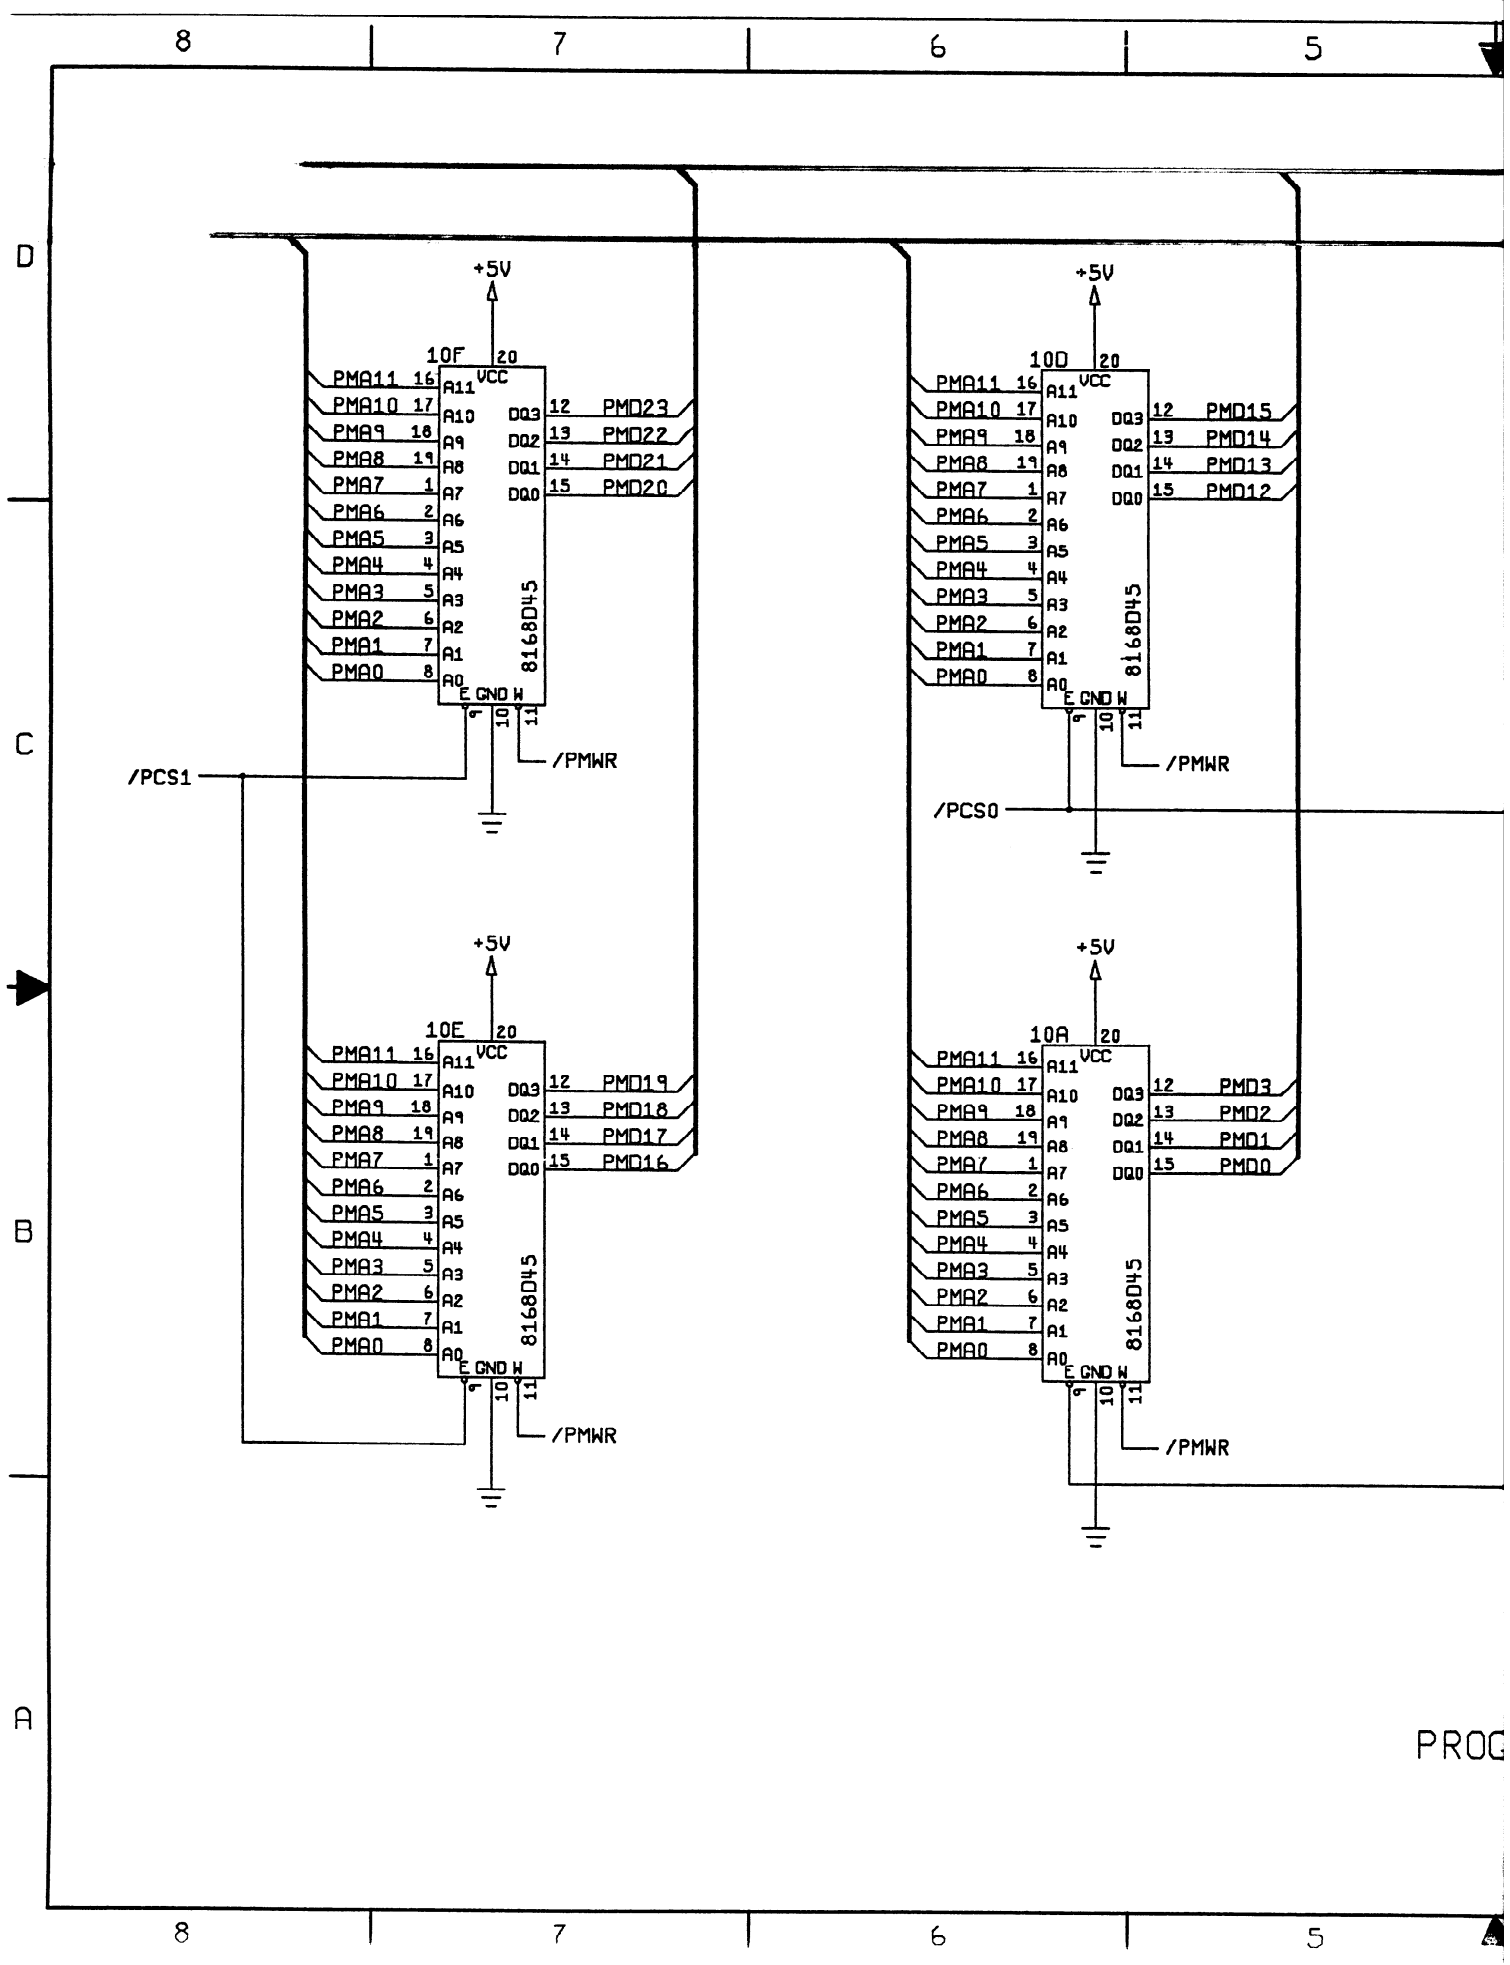 8 7 6 5
D
C
B
A
+5V
10F 20
VCC
PMA11 16 A11
PMA10 17 A10 DQ3 12 PMD23
PMA9 18 A9 DQ2 13 PMD22
PMA8 19 A8 DQ1 14 PMD21
PMA7 1 A7 DQ0 15 PMD20
PMA6 2 A6
PMA5 3 A5
PMA4 4 A4
PMA3 5 A3
PMA2 6 A2
PMA1 7 A1
PMA0 8 A0
8168D45
E GND W
9 10 11
/PMWR
/PCS1
+5V
10D 20
VCC
PMA11 16 A11
PMA10 17 A10 DQ3 12 PMD15
PMA9 18 A9 DQ2 13 PMD14
PMA8 19 A8 DQ1 14 PMD13
PMA7 1 A7 DQ0 15 PMD12
PMA6 2 A6
PMA5 3 A5
PMA4 4 A4
PMA3 5 A3
PMA2 6 A2
PMA1 7 A1
PMA0 8 A0
8168D45
E GND W
9 10 11
/PMWR
/PCS0
+5V
10E 20
VCC
PMA11 16 A11
PMA10 17 A10 DQ3 12 PMD19
PMA9 18 A9 DQ2 13 PMD18
PMA8 19 A8 DQ1 14 PMD17
PMA7 1 A7 DQ0 15 PMD16
PMA6 2 A6
PMA5 3 A5
PMA4 4 A4
PMA3 5 A3
PMA2 6 A2
PMA1 7 A1
PMA0 8 A0
8168D45
E GND W
9 10 11
/PMWR
+5V
10A 20
VCC
PMA11 16 A11
PMA10 17 A10 DQ3 12 PMD3
PMA9 18 A9 DQ2 13 PMD2
PMA8 19 A8 DQ1 14 PMD1
PMA7 1 A7 DQ0 15 PMD0
PMA6 2 A6
PMA5 3 A5
PMA4 4 A4
PMA3 5 A3
PMA2 6 A2
PMA1 7 A1
PMA0 8 A0
8168D45
E GND W
9 10 11
/PMWR
8 7 6 5